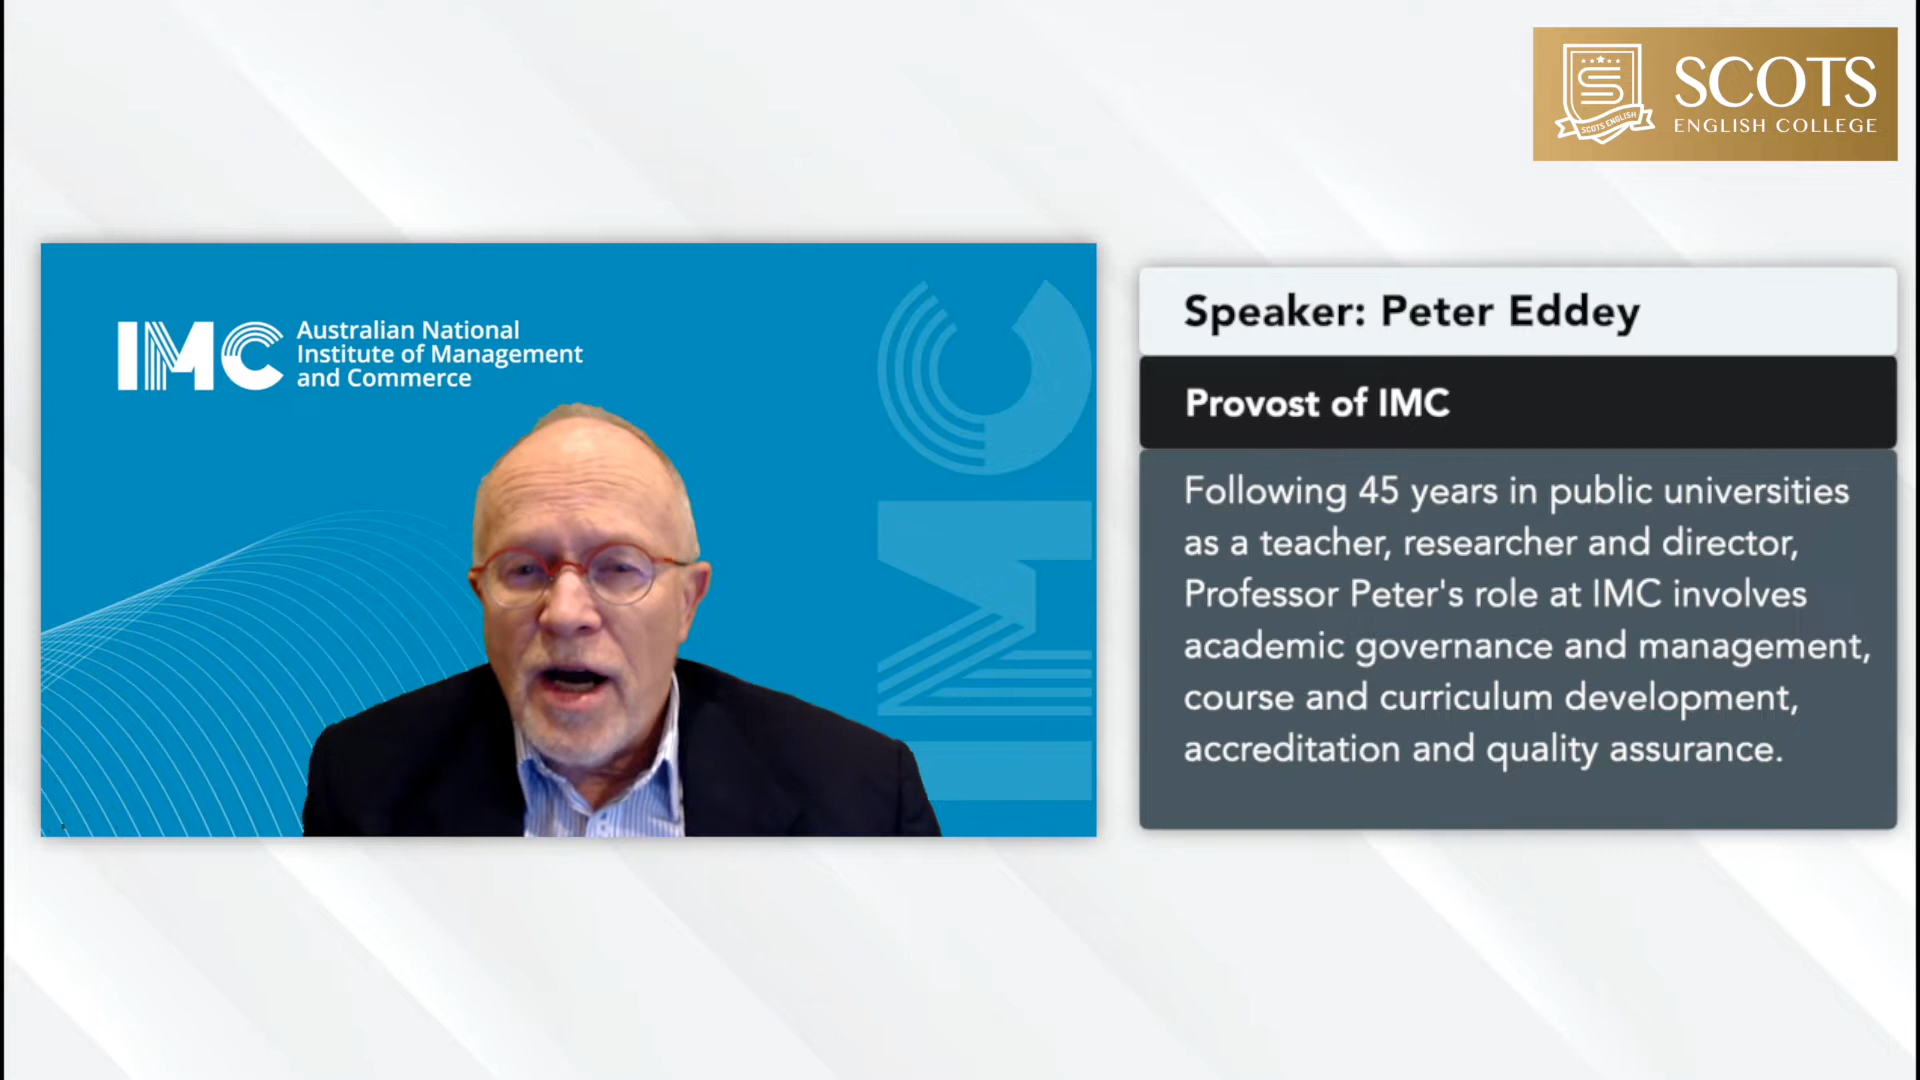 SCOTS
ENGLISH COLLEGE
SCOTS ENGLISH
IMC
Australian National
Institute of Management
and Commerce
IMC
Speaker: Peter Eddey
Provost of IMC
Following 45 years in public universities
as a teacher, researcher and director,
Professor Peter's role at IMC involves
academic governance and management,
course and curriculum development,
accreditation and quality assurance.